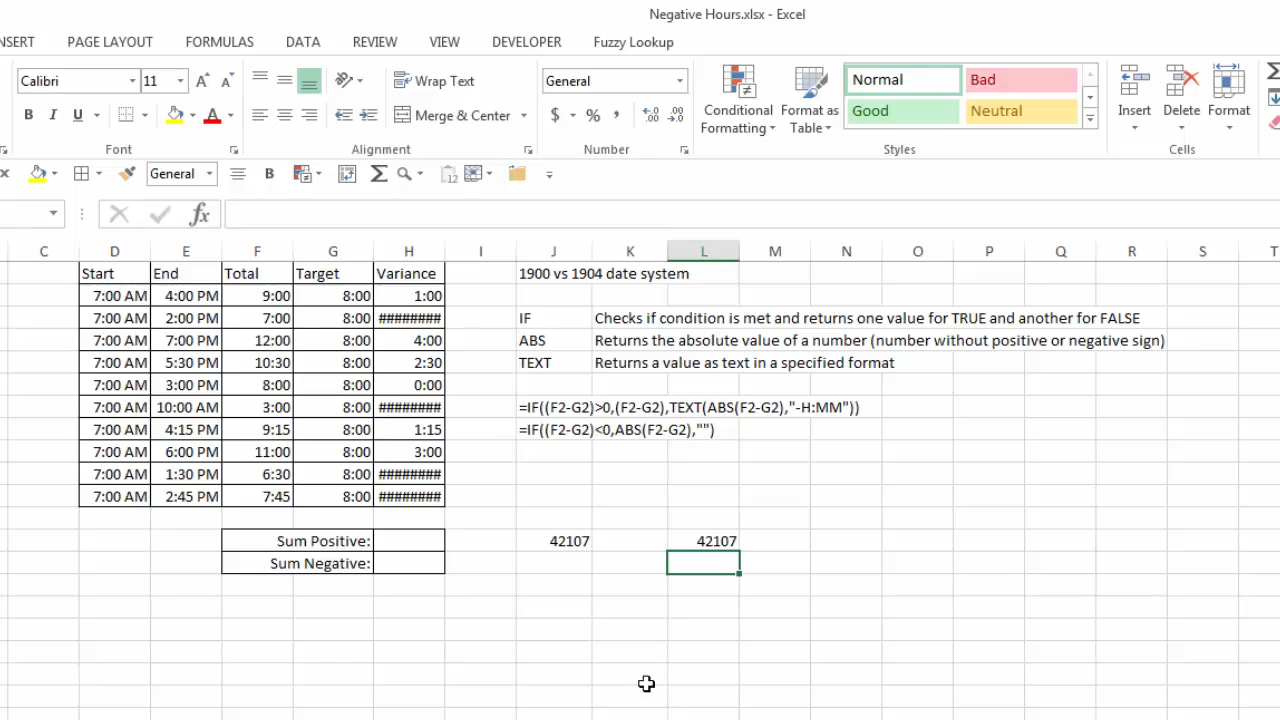 Negative Hours.xlsx - Excel
NSERT PAGE LAYOUT FORMULAS DATA REVIEW VIEW DEVELOPER Fuzzy Lookup
Calibri 11 A A Wrap Text General Normal Bad
B I U A Merge & Center $ % , .00 .0 Conditional Formatting Format as Table Good Neutral Insert Delete Format
Font Alignment Number Styles Cells
General B 12
fx
C D E F G H I J K L M N O P Q R S T
Start End Total Target Variance 1900 vs 1904 date system
7:00 AM 4:00 PM 9:00 8:00 1:00
7:00 AM 2:00 PM 7:00 8:00 ######## IF Checks if condition is met and returns one value for TRUE and another for FALSE
7:00 AM 7:00 PM 12:00 8:00 4:00 ABS Returns the absolute value of a number (number without positive or negative sign)
7:00 AM 5:30 PM 10:30 8:00 2:30 TEXT Returns a value as text in a specified format
7:00 AM 3:00 PM 8:00 8:00 0:00
7:00 AM 10:00 AM 3:00 8:00 ######## =IF((F2-G2)>0,(F2-G2),TEXT(ABS(F2-G2),"-H:MM"))
7:00 AM 4:15 PM 9:15 8:00 1:15 =IF((F2-G2)<0,ABS(F2-G2),"")
7:00 AM 6:00 PM 11:00 8:00 3:00
7:00 AM 1:30 PM 6:30 8:00 ########
7:00 AM 2:45 PM 7:45 8:00 ########
Sum Positive: 42107 42107
Sum Negative: